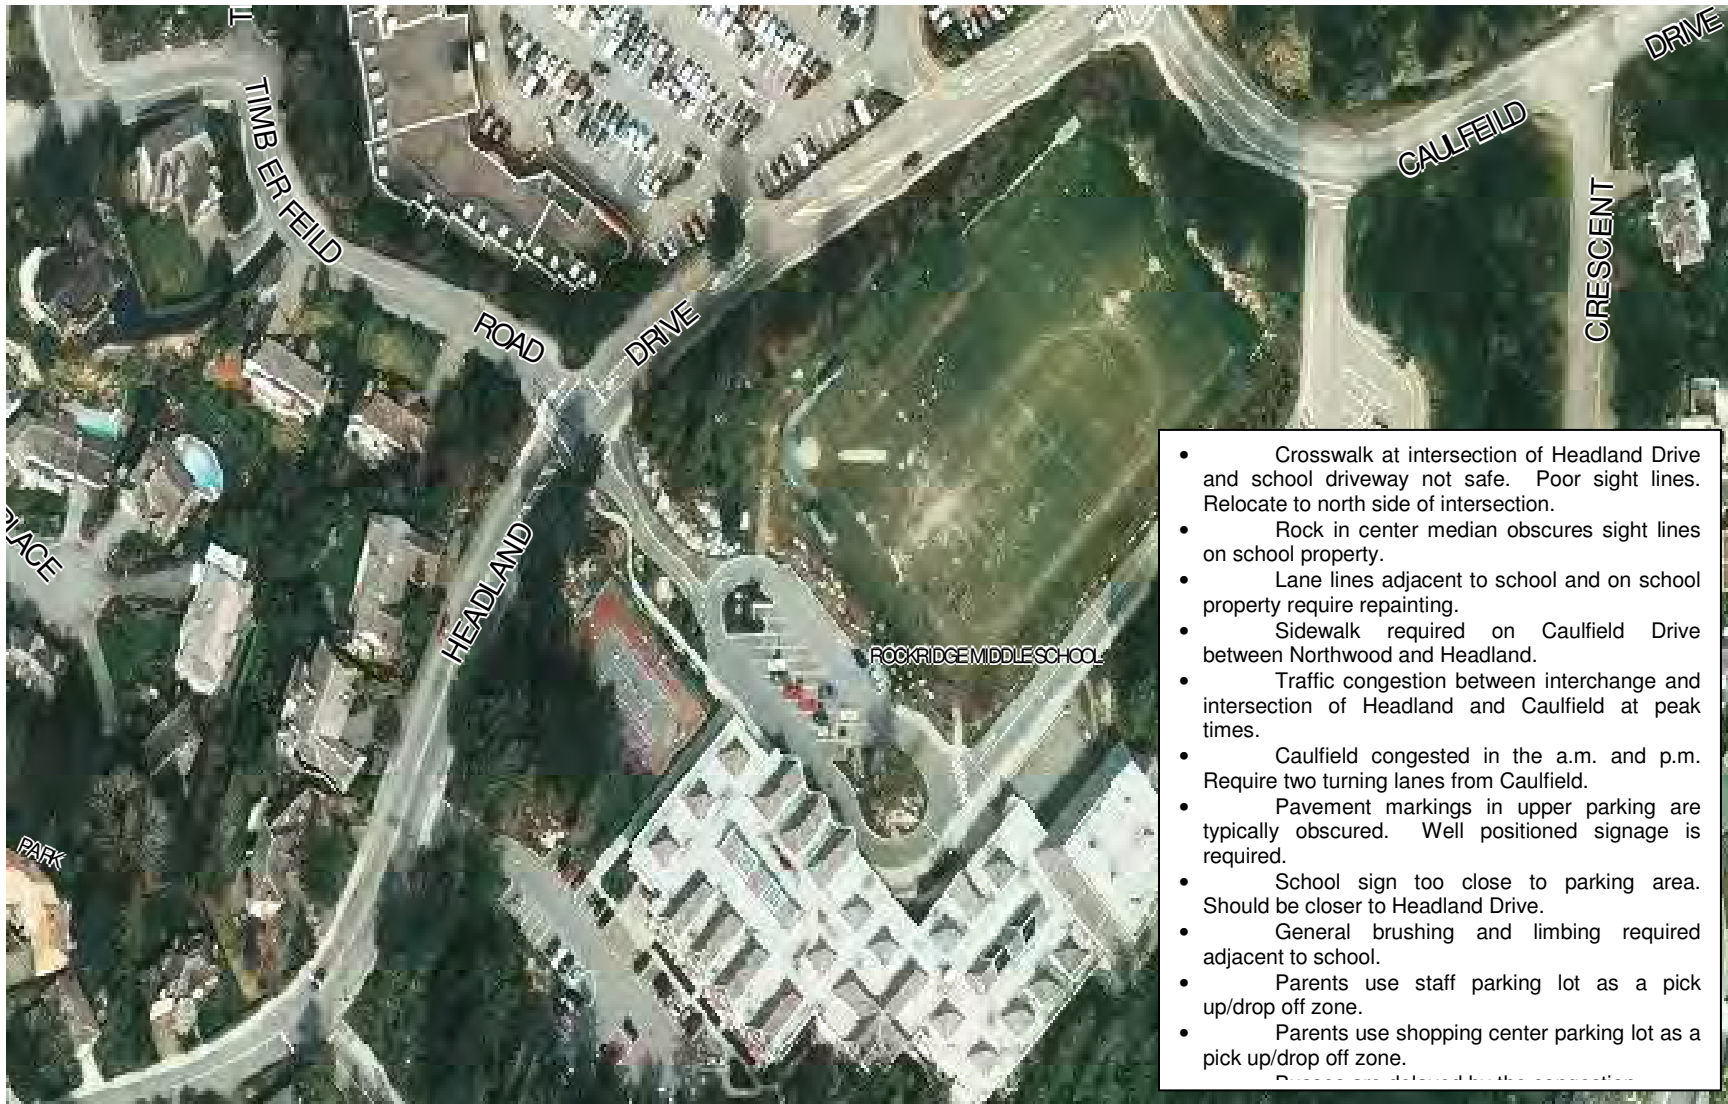 TIMB ER FEILD
ROAD
DRIVE
HEADLAND
PLACE
PARK
DRIVE
CAULFEILD
CRESCENT
ROCKRIDGE MIDDLE SCHOOL
• Crosswalk at intersection of Headland Drive
and school driveway not safe. Poor sight lines.
Relocate to north side of intersection.
• Rock in center median obscures sight lines
on school property.
• Lane lines adjacent to school and on school
property require repainting.
• Sidewalk required on Caulfield Drive
between Northwood and Headland.
• Traffic congestion between interchange and
intersection of Headland and Caulfield at peak
times.
• Caulfield congested in the a.m. and p.m.
Require two turning lanes from Caulfield.
• Pavement markings in upper parking are
typically obscured. Well positioned signage is
required.
• School sign too close to parking area.
Should be closer to Headland Drive.
• General brushing and limbing required
adjacent to school.
• Parents use staff parking lot as a pick
up/drop off zone.
• Parents use shopping center parking lot as a
pick up/drop off zone.